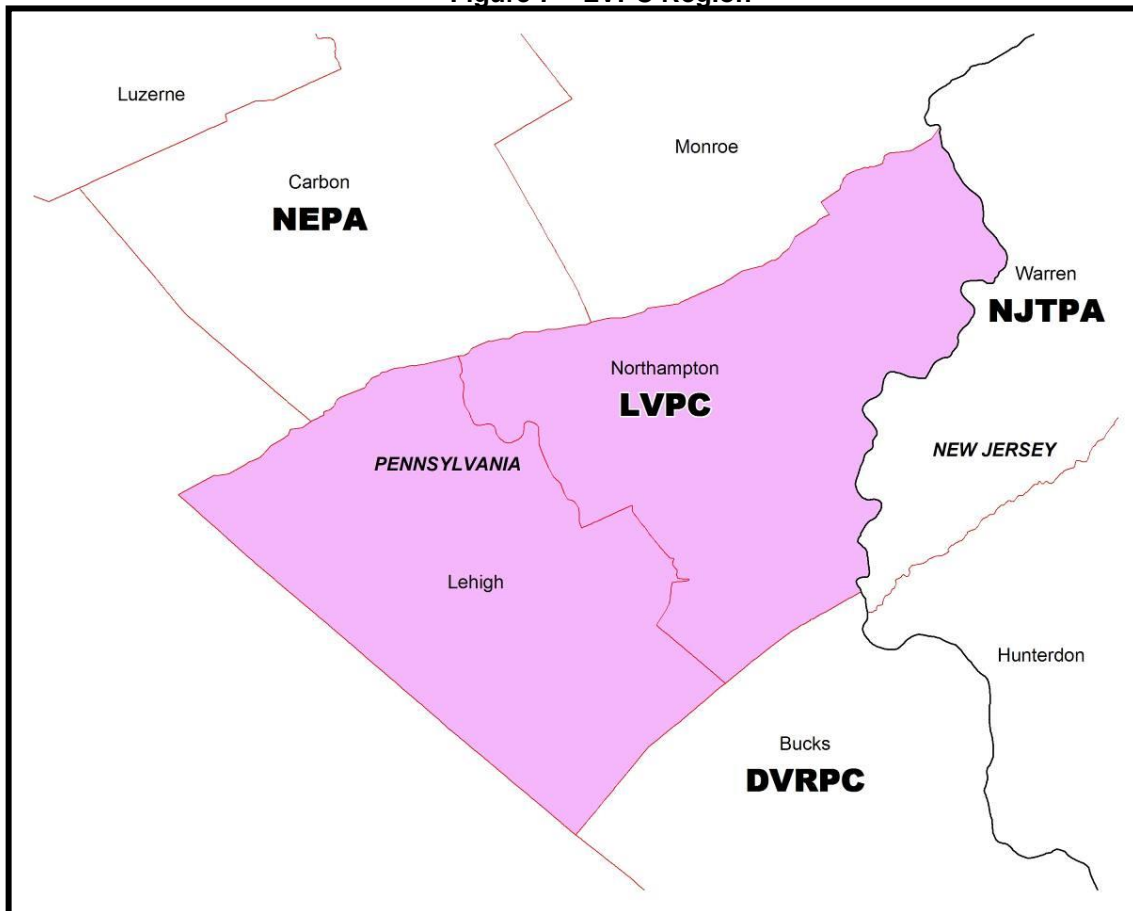 Luzerne
Monroe
Carbon
NEPA
Warren
NJTPA
Northampton
LVPC
NEW JERSEY
PENNSYLVANIA
Lehigh
Hunterdon
Bucks
DVRPC